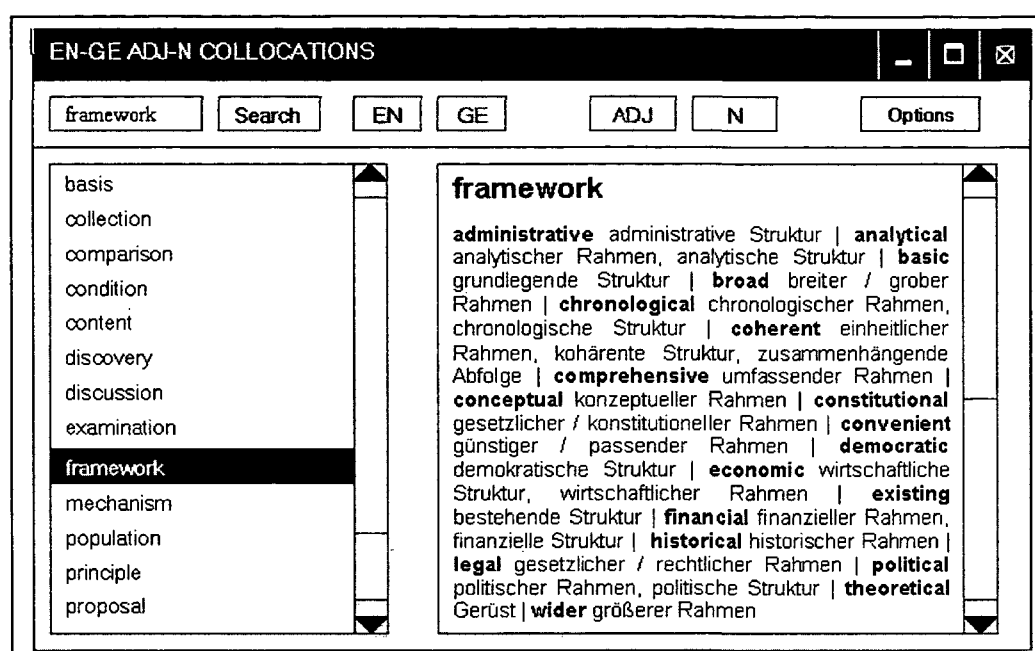 EN-GE ADJ-N COLLOCATIONS
framework Search EN GE ADJ N Options
basis
collection
comparison
condition
content
discovery
discussion
examination
framework
mechanism
population
principle
proposal
framework
administrative administrative Struktur | analytical
analytischer Rahmen, analytische Struktur | basic
grundlegende Struktur | broad breiter / grober
Rahmen | chronological chronologischer Rahmen,
chronologische Struktur | coherent einheitlicher
Rahmen, kohärente Struktur, zusammenhängende
Abfolge | comprehensive umfassender Rahmen |
conceptual konzeptueller Rahmen | constitutional
gesetzlicher / konstitutioneller Rahmen | convenient
günstiger / passender Rahmen | democratic
demokratische Struktur | economic wirtschaftliche
Struktur, wirtschaftlicher Rahmen | existing
bestehende Struktur | financial finanzieller Rahmen,
finanzielle Struktur | historical historischer Rahmen |
legal gesetzlicher / rechtlicher Rahmen | political
politischer Rahmen, politische Struktur | theoretical
Gerüst | wider größerer Rahmen